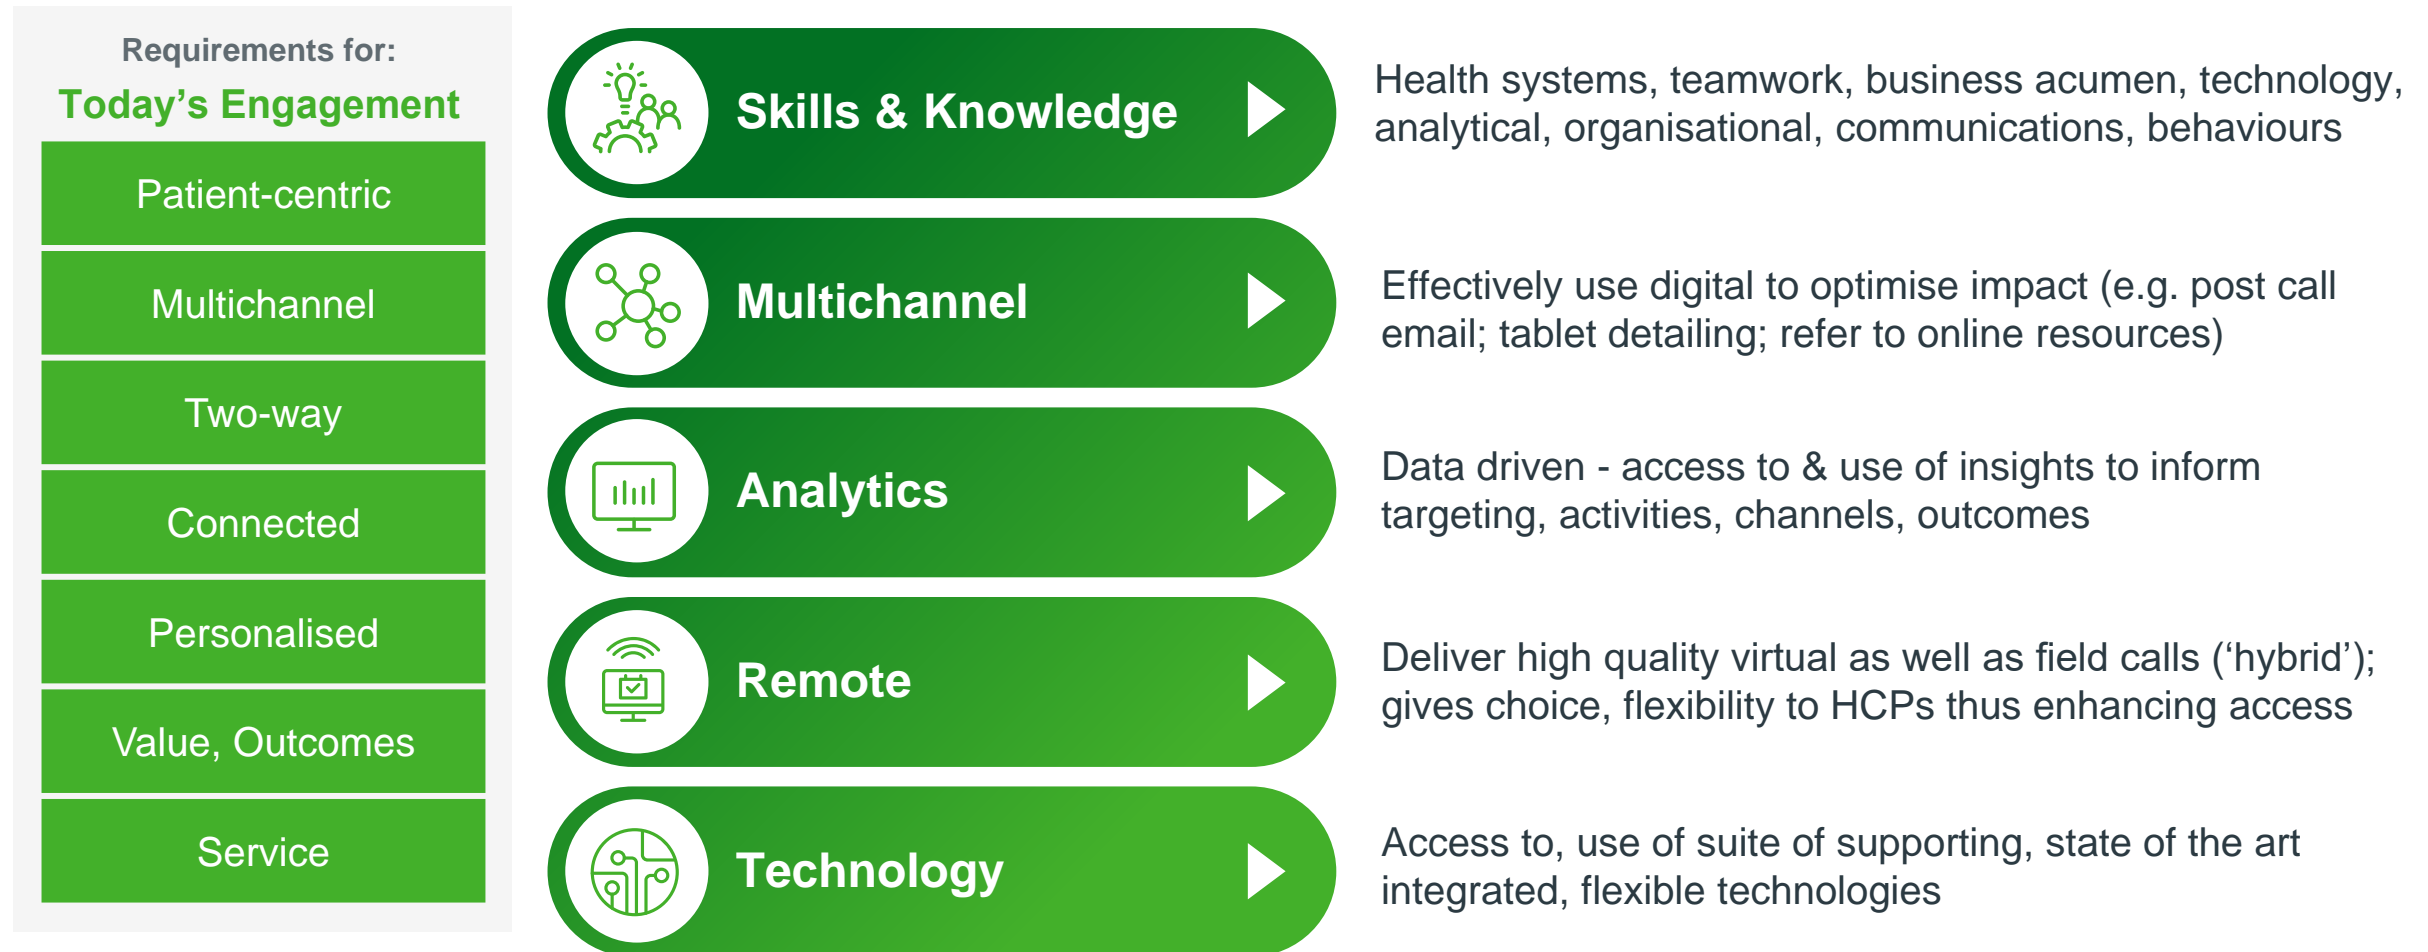 Requirements for:
Today’s Engagement
Patient-centric
Multichannel
Two-way
Connected
Personalised
Value, Outcomes
Service
Skills & Knowledge
Health systems, teamwork, business acumen, technology,
analytical, organisational, communications, behaviours
Multichannel
Effectively use digital to optimise impact (e.g. post call
email; tablet detailing; refer to online resources)
Analytics
Data driven - access to & use of insights to inform
targeting, activities, channels, outcomes
Remote
Deliver high quality virtual as well as field calls (‘hybrid’);
gives choice, flexibility to HCPs thus enhancing access
Technology
Access to, use of suite of supporting, state of the art
integrated, flexible technologies